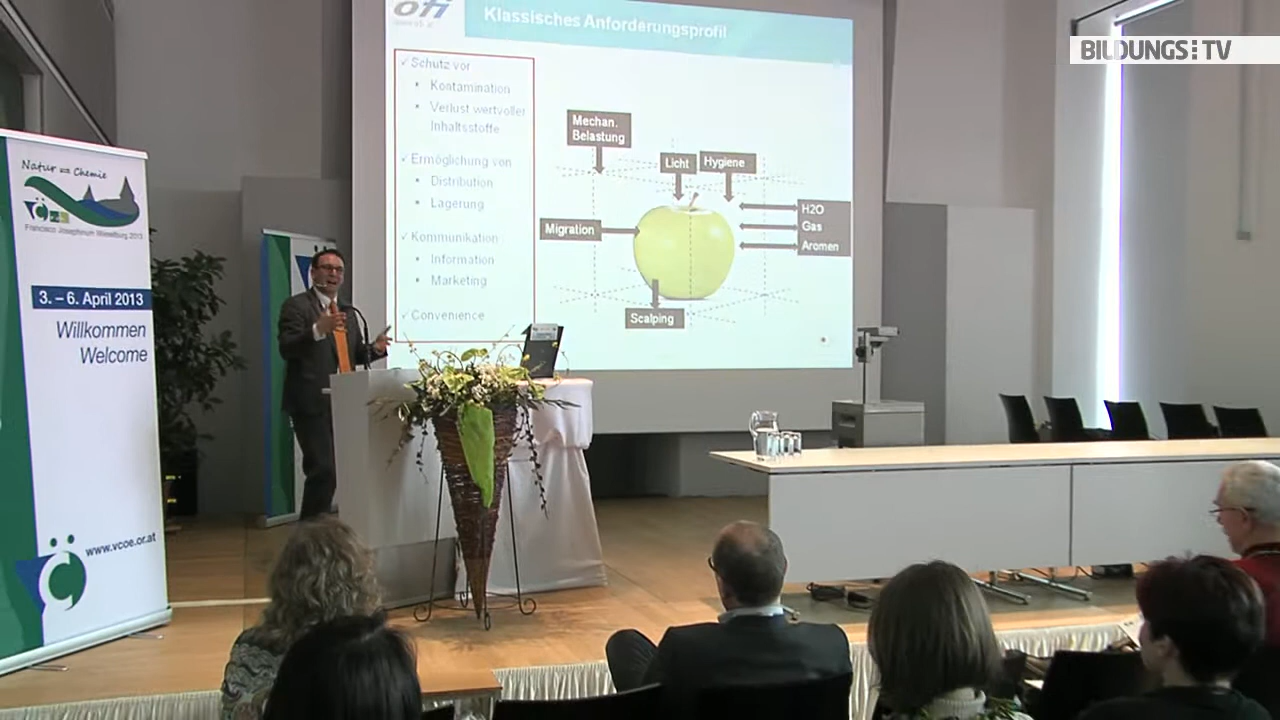 BILDUNGS:TV
ofi
Klassisches Anforderungsprofil
✓ Schutz vor
• Kontamination
• Verlust wertvoller
Inhaltsstoffe
✓ Ermöglichung von
• Distribution
• Lagerung
✓ Kommunikation
• Information
• Marketing
✓ Convenience
Mechan.
Belastung
Licht
Hygiene
H2O
Gas
Aromen
Migration
Scalping
Natur und Chemie
Francisco Josephinum Wieselburg 2013
3. – 6. April 2013
Willkommen
Welcome
www.vcoe.or.at